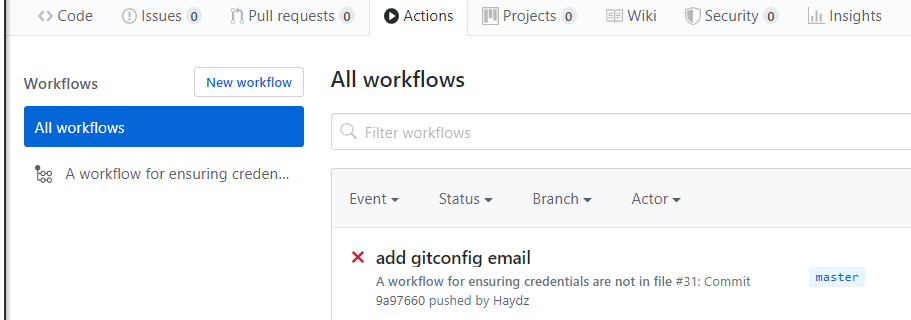 Code Issues 0 Pull requests 0 Actions Projects 0 Wiki Security 0 Insights
Workflows New workflow
All workflows
A workflow for ensuring creden...
All workflows
Filter workflows
Event Status Branch Actor
add gitconfig email
A workflow for ensuring credentials are not in file #31: Commit
9a97660 pushed by Haydz
master